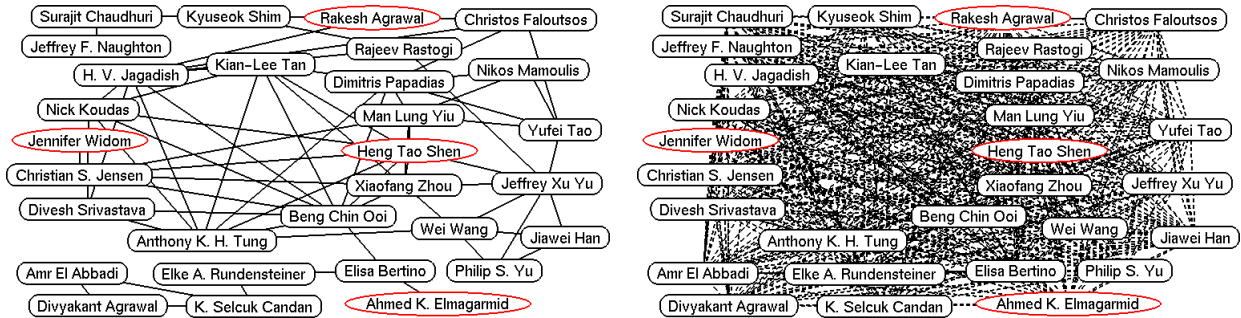 Surajit Chaudhuri
Kyuseok Shim
Rakesh Agrawal
Christos Faloutsos
Jeffrey F. Naughton
Rajeev Rastogi
H. V. Jagadish
Kian-Lee Tan
Dimitris Papadias
Nikos Mamoulis
Nick Koudas
Man Lung Yiu
Yufei Tao
Jennifer Widom
Heng Tao Shen
Christian S. Jensen
Xiaofang Zhou
Jeffrey Xu Yu
Divesh Srivastava
Beng Chin Ooi
Wei Wang
Anthony K. H. Tung
Jiawei Han
Amr El Abbadi
Elke A. Rundensteiner
Elisa Bertino
Philip S. Yu
Divyakant Agrawal
K. Selcuk Candan
Ahmed K. Elmagarmid
Surajit Chaudhuri
Kyuseok Shim
Rakesh Agrawal
Christos Faloutsos
Jeffrey F. Naughton
Rajeev Rastogi
H. V. Jagadish
Kian-Lee Tan
Dimitris Papadias
Nikos Mamoulis
Nick Koudas
Man Lung Yiu
Yufei Tao
Jennifer Widom
Heng Tao Shen
Christian S. Jensen
Xiaofang Zhou
Jeffrey Xu Yu
Divesh Srivastava
Beng Chin Ooi
Wei Wang
Anthony K. H. Tung
Jiawei Han
Amr El Abbadi
Elke A. Rundensteiner
Elisa Bertino
Philip S. Yu
Divyakant Agrawal
K. Selcuk Candan
Ahmed K. Elmagarmid